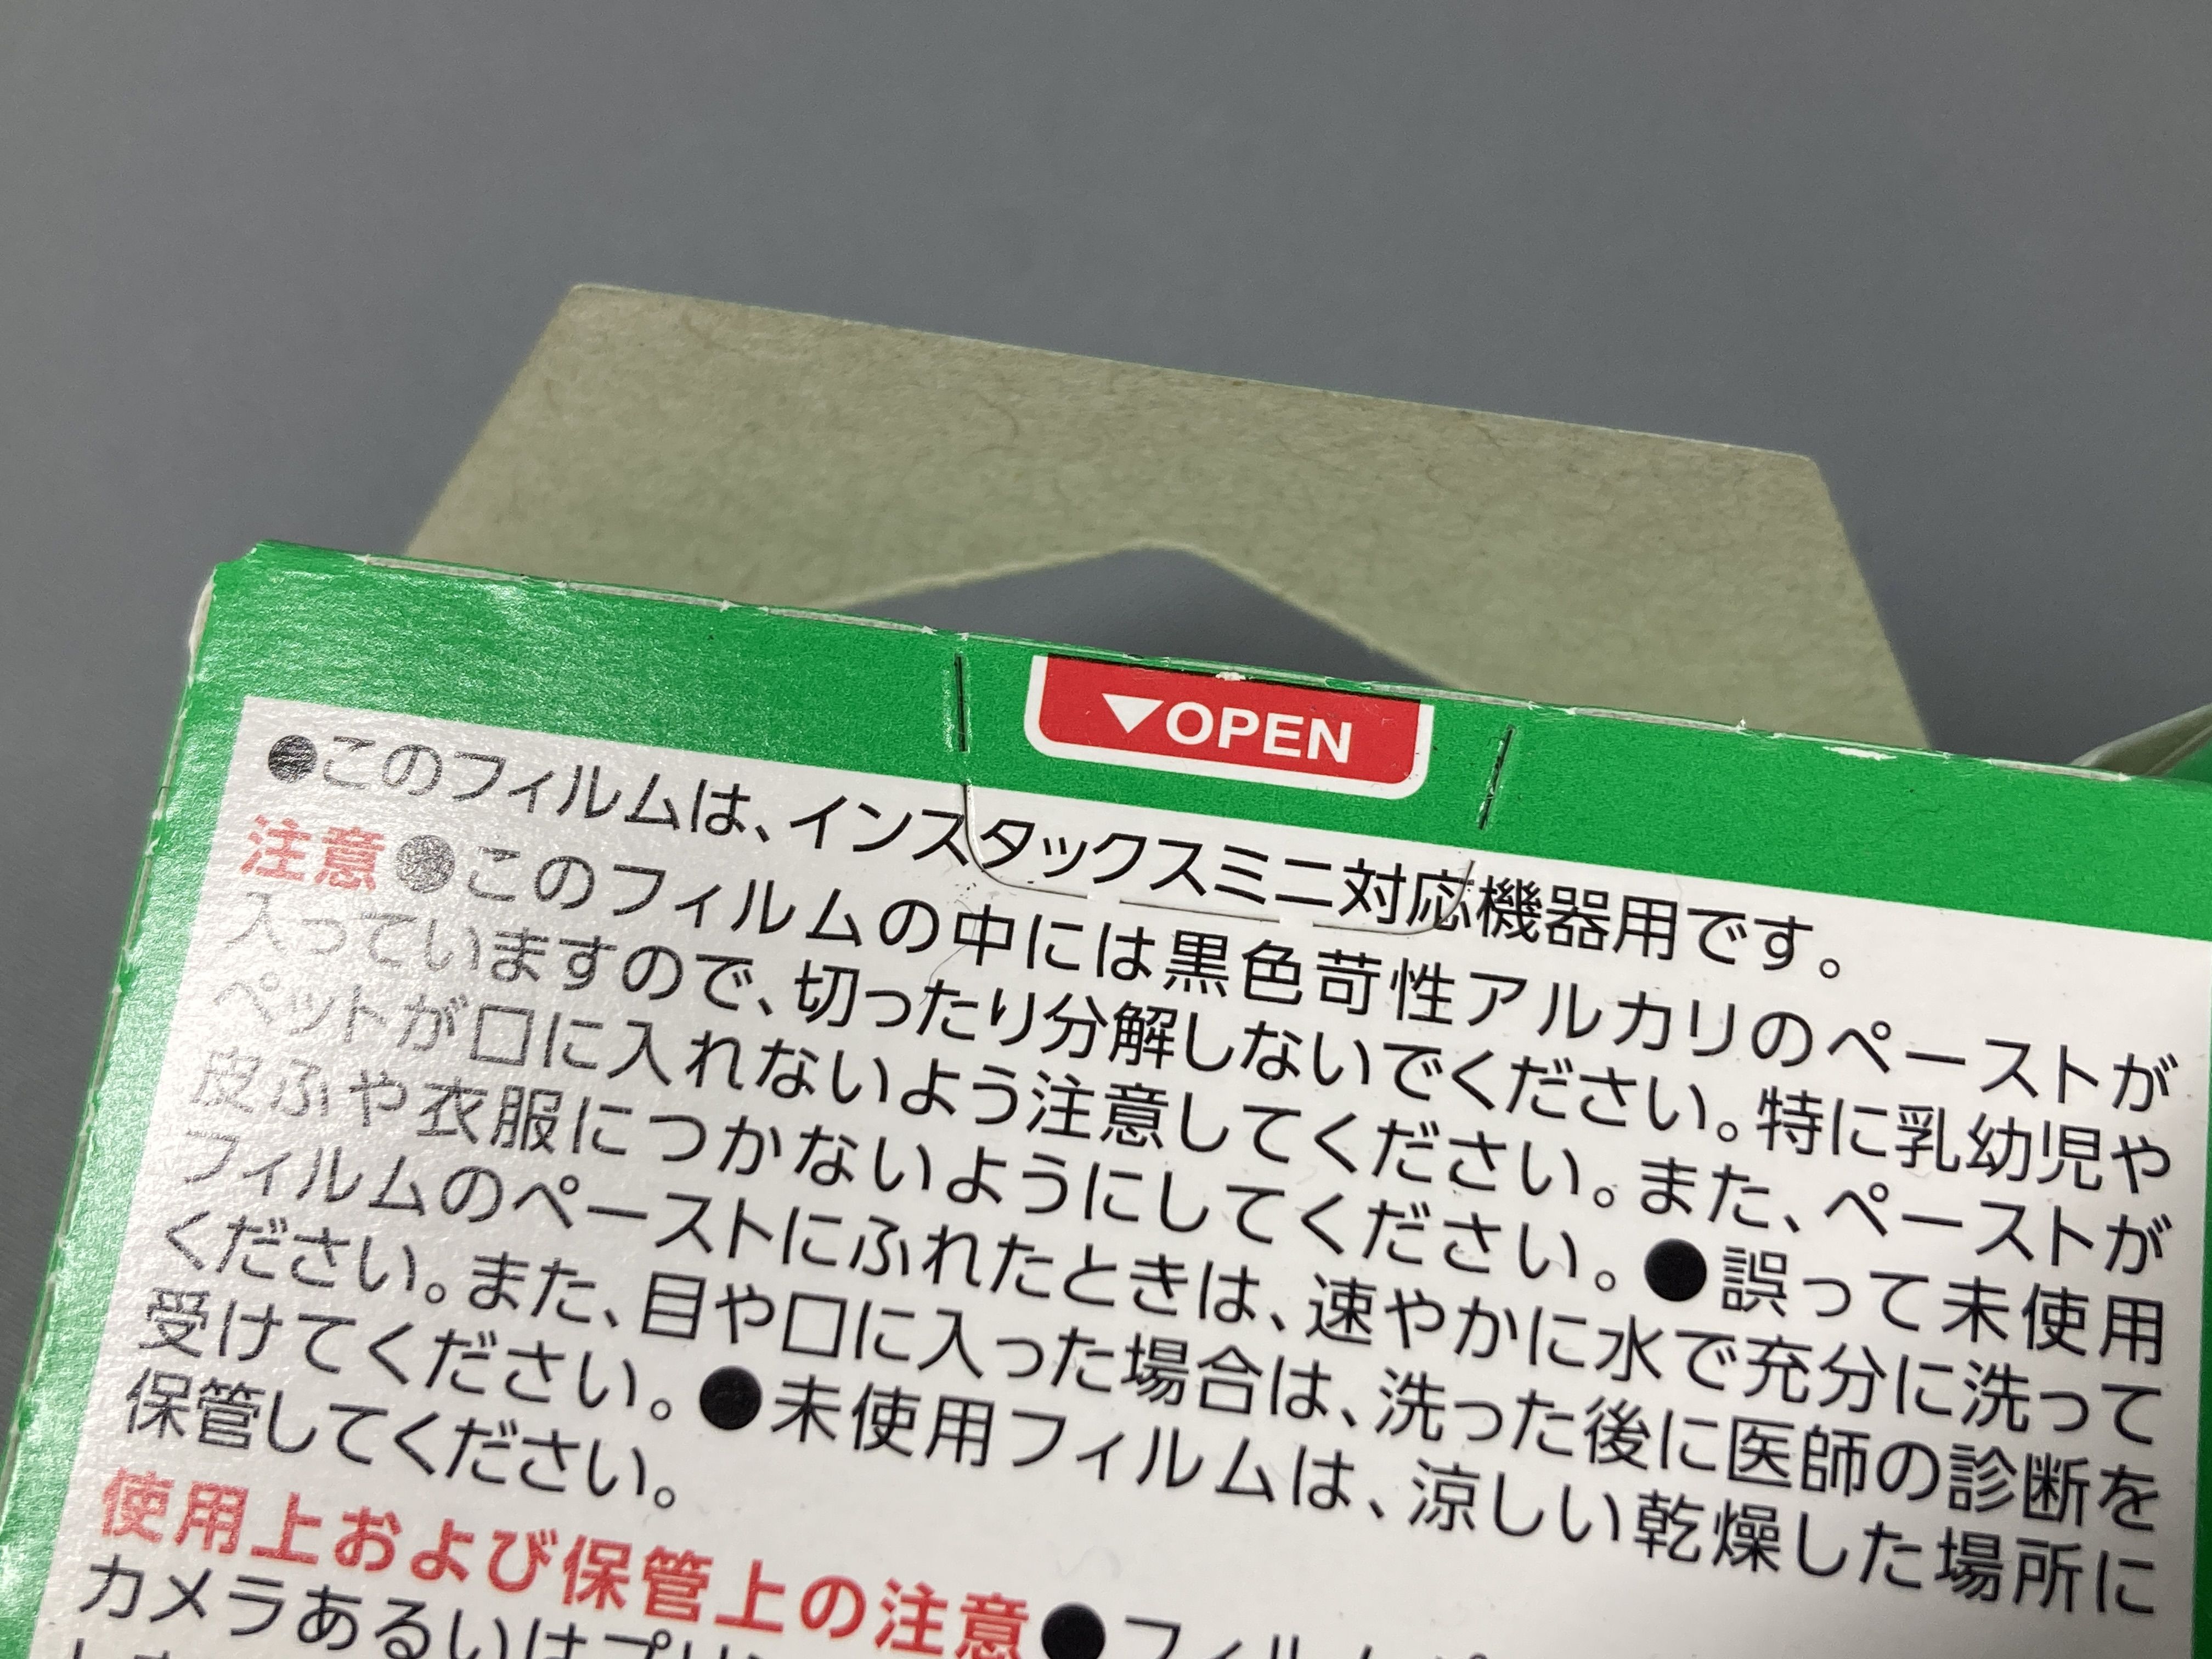 ▼OPEN
●このフィルムは、インスタックスミニ対応機器用です。
注意●このフィルムの中には黒色苛性アルカリのペーストが
入っていますので、切ったり分解しないでください。特に乳幼児や
ペットが口に入れないよう注意してください。また、ペーストが
皮ふや衣服につかないようにしてください。●誤って未使用
フィルムのペーストにふれたときは、速やかに水で充分に洗って
ください。また、目や口に入った場合は、洗った後に医師の診断を
受けてください。●未使用フィルムは、涼しい乾燥した場所に
保管してください。
使用上および保管上の注意●フィルム
カメラあるいはプリ